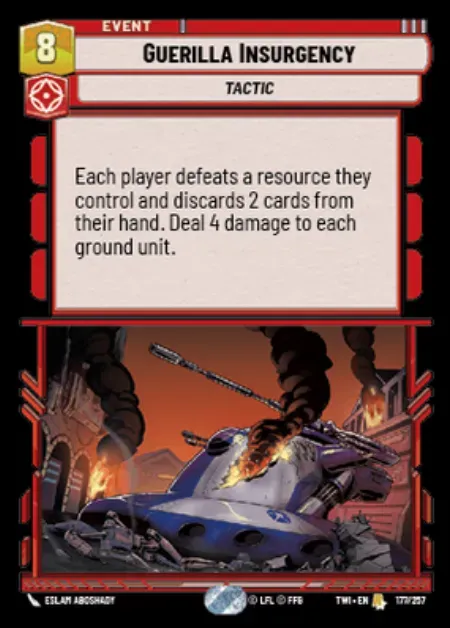 EVENT
8
GUERILLA INSURGENCY
TACTIC
Each player defeats a resource they
control and discards 2 cards from
their hand. Deal 4 damage to each
ground unit.
ESLAM ABOSHADY
© LFL © FFG
TWI • EN
177/257